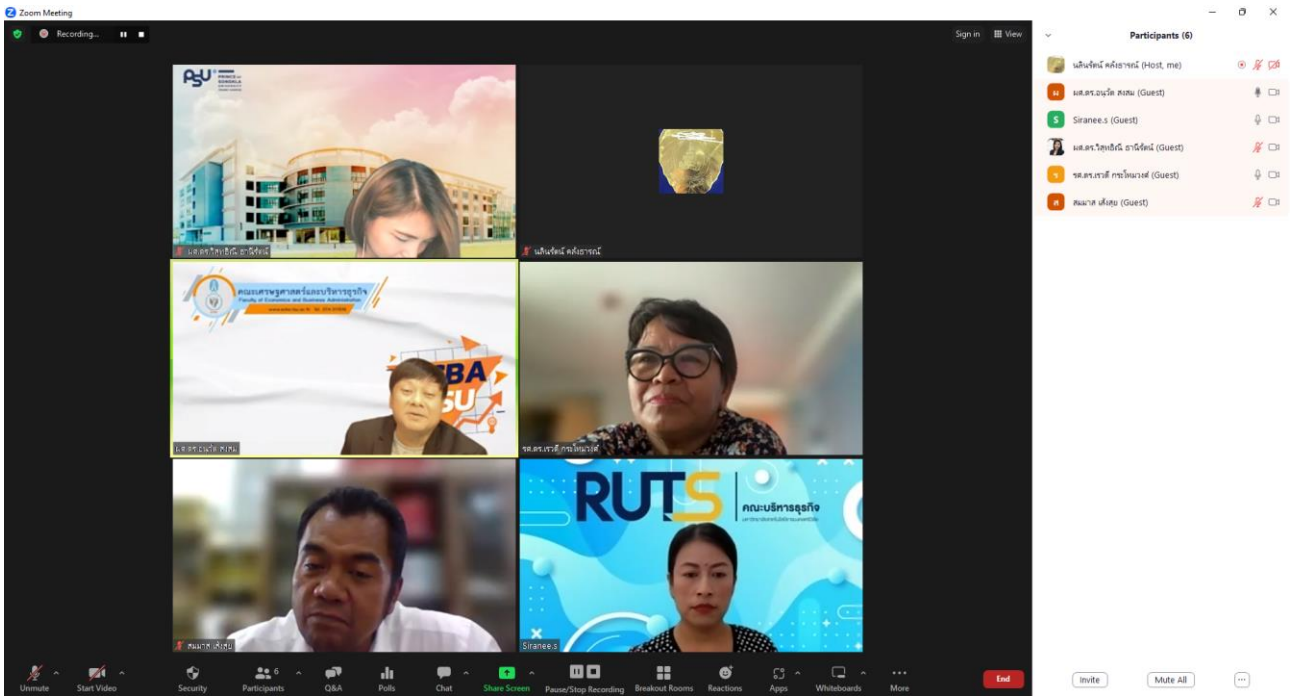 Zoom Meeting
Recording...
Sign in
View
Participants (6)
PSU
PRINCE OF
SONGKLA
UNIVERSITY
ผศ.ดร.วิสุทธิณี ธานีรัตน์
นลินรัตน์ คลังธารณ์
คณะเศรษฐศาสตร์และบริหารธุรกิจ
Faculty of Economics and Business Administration
ผศ.ดร.อนุวัต สงสม
รศ.ดร.เรวดี กระโหมวงศ์
สมมาส เส้งสุย
RUTS
คณะบริหารธุรกิจ
Siranee.s
นลินรัตน์ คลังธารณ์ (Host, me)
ผ
ผศ.ดร.อนุวัต สงสม (Guest)
S
Siranee.s (Guest)
ผศ.ดร.วิสุทธิณี ธานีรัตน์ (Guest)
ร
รศ.ดร.เรวดี กระโหมวงศ์ (Guest)
ส
สมมาส เส้งสุย (Guest)
Unmute
Start Video
Security
Participants
6
Q&A
Polls
Chat
Share Screen
Pause/Stop Recording
Breakout Rooms
Reactions
Apps
Whiteboards
More
End
Invite
Mute All